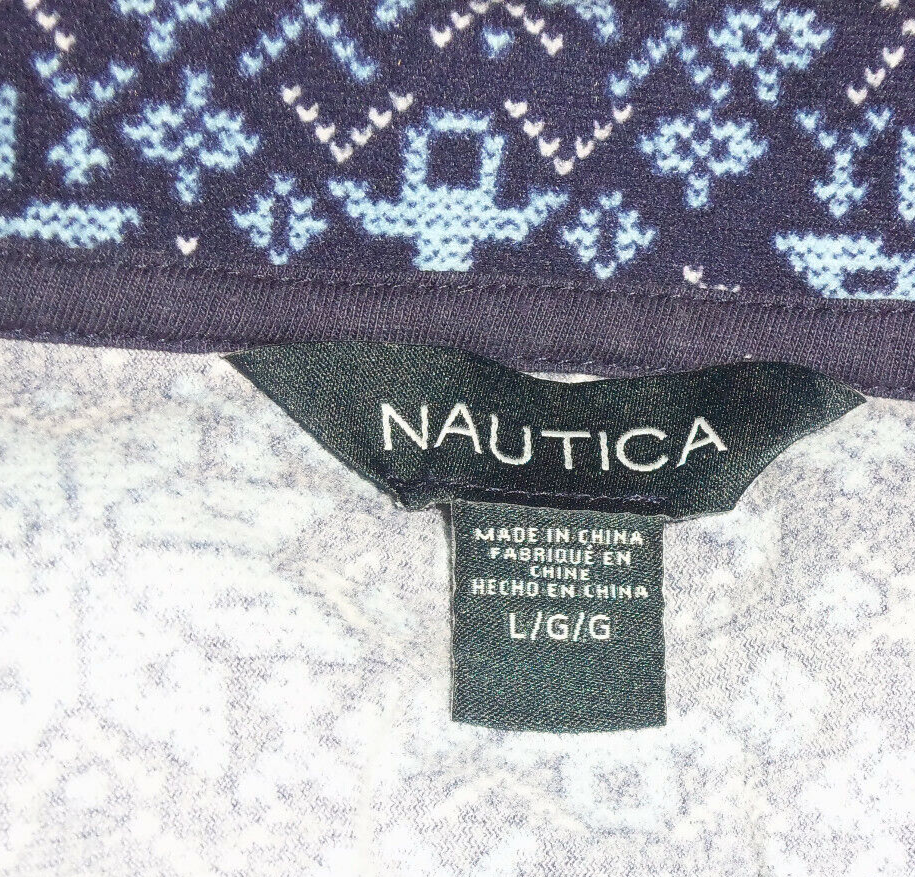 NAUTICA
MADE IN CHINA
FABRIQUÉ EN
CHINE
HECHO EN CHINA
L/G/G